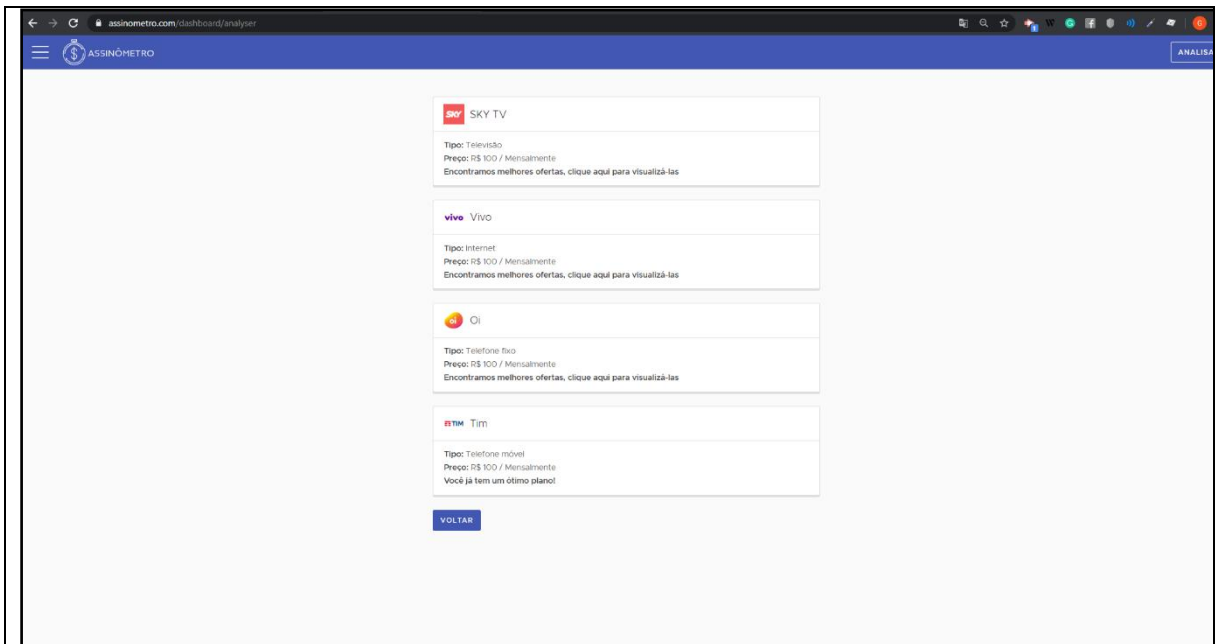 assinometro.com/dashboard/analyser
ASSINÔMETRO
ANALISA
SKY SKY TV
Tipo: Televisão
Preço: R$ 100 / Mensalmente
Encontramos melhores ofertas, clique aqui para visualizá-las
vivo Vivo
Tipo: Internet
Preço: R$ 100 / Mensalmente
Encontramos melhores ofertas, clique aqui para visualizá-las
oi Oi
Tipo: Telefone fixo
Preço: R$ 100 / Mensalmente
Encontramos melhores ofertas, clique aqui para visualizá-las
TIM Tim
Tipo: Telefone móvel
Preço: R$ 100 / Mensalmente
Você já tem um ótimo plano!
VOLTAR